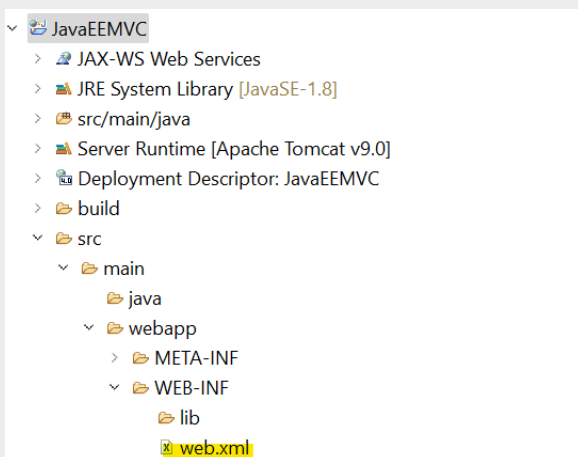 JavaEEMVC
JAX-WS Web Services
JRE System Library [JavaSE-1.8]
src/main/java
Server Runtime [Apache Tomcat v9.0]
Deployment Descriptor: JavaEEMVC
build
src
main
java
webapp
META-INF
WEB-INF
lib
web.xml